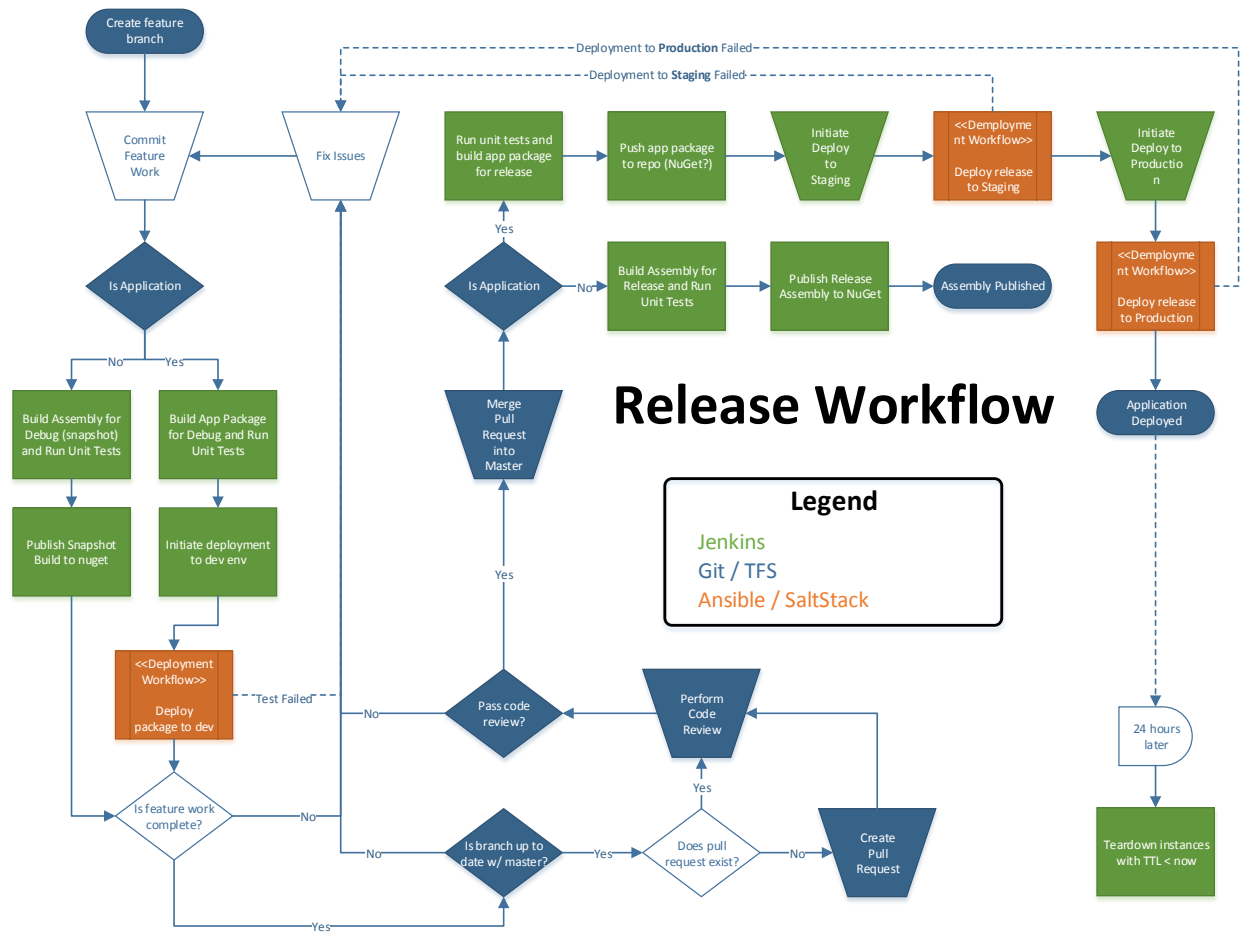 Create feature
branch
Deployment to Production Failed
Deployment to Staging Failed
Commit
Feature
Work
Fix Issues
Run unit tests and
build app package
for release
Push app package
to repo (NuGet?)
Initiate
Deploy
to
Staging
<<Demployme
nt Workflow>>
Deploy release
to Staging
Initiate
Deploy to
Productio
n
Yes
Is Application
Is Application
No
Build Assembly for
Release and Run
Unit Tests
Publish Release
Assembly to NuGet
Assembly Published
<<Demployme
nt Workflow>>
Deploy release
to Production
No
Yes
Build Assembly for
Debug (snapshot)
and Run Unit Tests
Build App Package
for Debug and Run
Unit Tests
Merge
Pull
Request
into
Master
Release Workflow
Application
Deployed
Legend
Jenkins
Git / TFS
Ansible / SaltStack
Publish Snapshot
Build to nuget
Initiate deployment
to dev env
Yes
<<Deployment
Workflow>>
Deploy
package to dev
Test Failed
No
Pass code
review?
Perform
Code
Review
24 hours
later
Yes
Is feature work
complete?
No
No
Is branch up to
date w/ master?
Yes
Does pull
request exist?
No
Create
Pull
Request
Teardown instances
with TTL < now
Yes